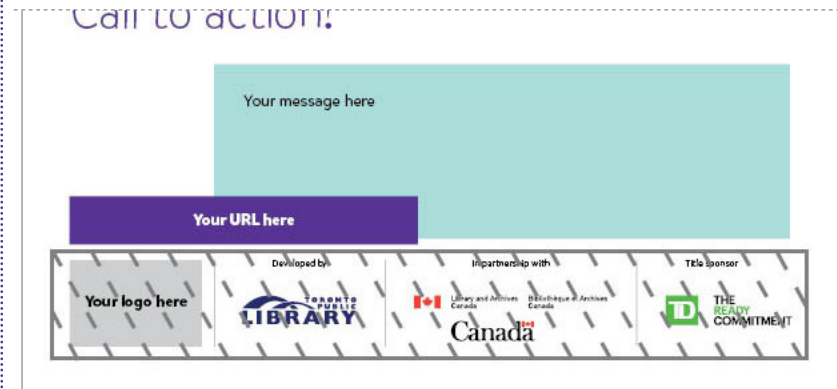 Call to action!
Your message here
Your URL here
Developed by
In partnership with
Title sponsor
Your logo here
TORONTO
PUBLIC
LIBRARY
Library and Archives
Canada
Bibliothèque et Archives
Canada
Canada
TD
THE
READY
COMMITMENT